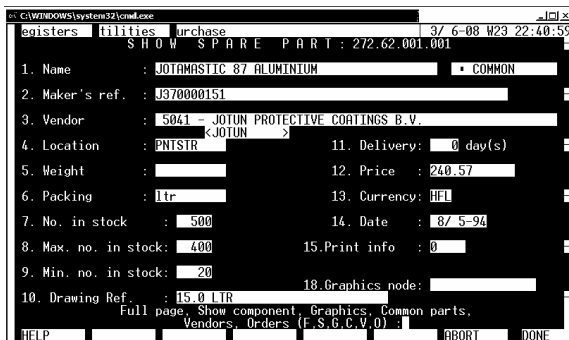 C:\WINDOWS\system32\cmd.exe
egisters tilities urchase 3/ 6-08 W23 22:40:59
SHOW SPARE PART: 272.62.001.001
1. Name : JOTAMASTIC 87 ALUMINIUM * COMMON
2. Maker's ref. : J370000151
3. Vendor : 5041 - JOTUN PROTECTIVE COATINGS B.V.
<JOTUN >
4. Location : PNTSTR 11. Delivery: 0 day(s)
5. Weight : 12. Price : 240.57
6. Packing : ltr 13. Currency: HFL
7. No. in stock : 500 14. Date : 8/ 5-94
8. Max. no. in stock: 400 15.Print info : 0
9. Min. no. in stock: 20
18.Graphics node:
10. Drawing Ref. : 15.0 LTR
Full page, Show component, Graphics, Common parts,
Vendors, Orders (F,S,G,C,V,O) :
HELP ABORT DONE